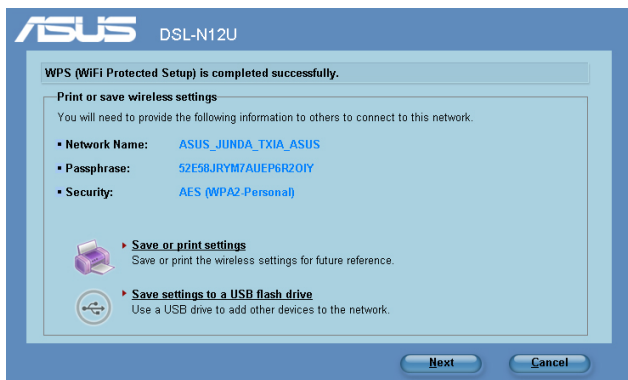 ASUS DSL-N12U
WPS (WiFi Protected Setup) is completed successfully.
Print or save wireless settings
You will need to provide the following information to others to connect to this network.
▪ Network Name: ASUS_JUNDA_TXIA_ASUS
▪ Passphrase: 52E58JRYM7AUEP6R2OIY
▪ Security: AES (WPA2-Personal)
Save or print settings
Save or print the wireless settings for future reference.
Save settings to a USB flash drive
Use a USB drive to add other devices to the network.
Next Cancel